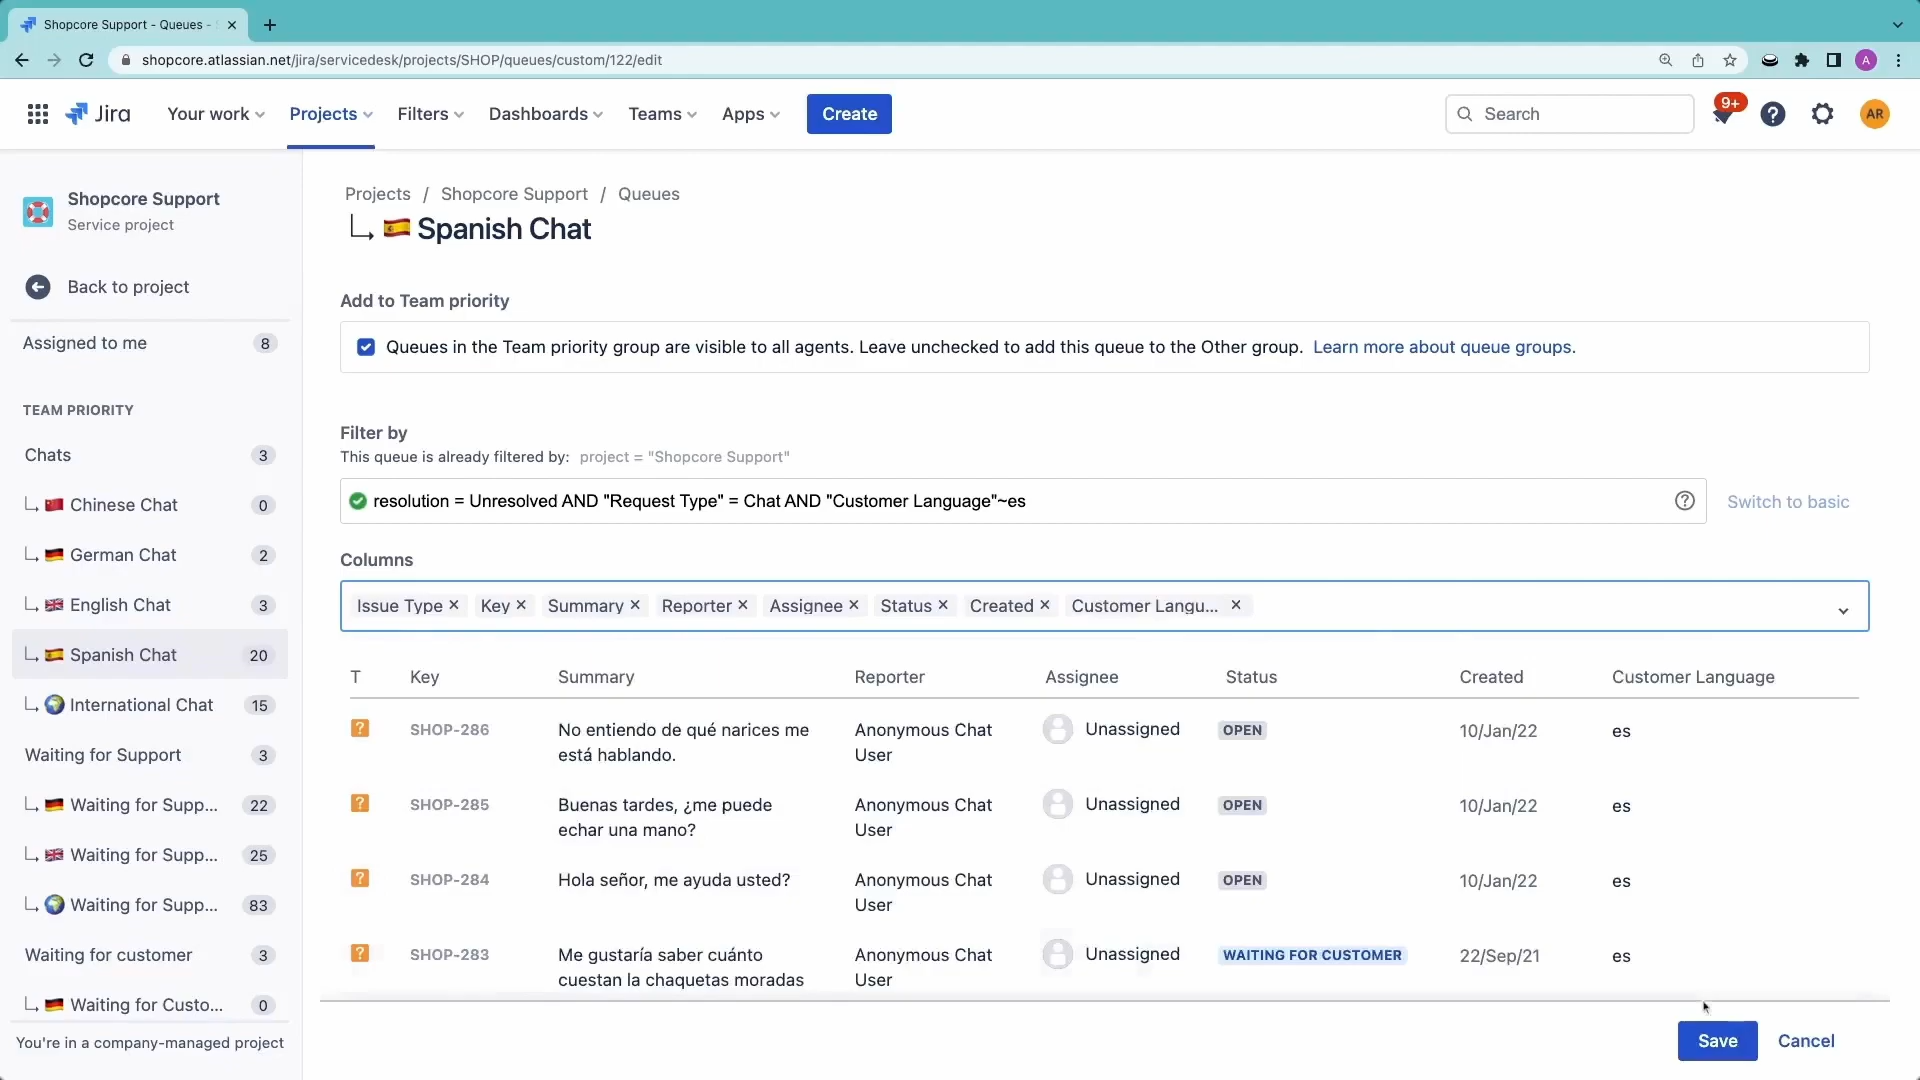 Shopcore Support - Queues -
shopcore.atlassian.net/jira/servicedesk/projects/SHOP/queues/custom/122/edit
A
Jira
Your work
Projects
Filters
Dashboards
Teams
Apps
Create
Search
9+
AR
Shopcore Support
Service project
Back to project
Assigned to me 8
TEAM PRIORITY
Chats 3
Chinese Chat 0
German Chat 2
English Chat 3
Spanish Chat 20
International Chat 15
Waiting for Support 3
Waiting for Supp... 22
Waiting for Supp... 25
Waiting for Supp... 83
Waiting for customer 3
Waiting for Custo... 0
You're in a company-managed project
Projects / Shopcore Support / Queues
Spanish Chat
Add to Team priority
Queues in the Team priority group are visible to all agents. Leave unchecked to add this queue to the Other group. Learn more about queue groups.
Filter by
This queue is already filtered by: project = "Shopcore Support"
resolution = Unresolved AND "Request Type" = Chat AND "Customer Language"~es
Switch to basic
Columns
Issue Type Key Summary Reporter Assignee Status Created Customer Langu...
T Key Summary Reporter Assignee Status Created Customer Language
SHOP-286 No entiendo de qué narices me Anonymous Chat Unassigned OPEN 10/Jan/22 es
está hablando. User
SHOP-285 Buenas tardes, ¿me puede Anonymous Chat Unassigned OPEN 10/Jan/22 es
echar una mano? User
SHOP-284 Hola señor, me ayuda usted? Anonymous Chat Unassigned OPEN 10/Jan/22 es
User
SHOP-283 Me gustaría saber cuánto Anonymous Chat Unassigned WAITING FOR CUSTOMER 22/Sep/21 es
cuestan la chaquetas moradas User
Save
Cancel